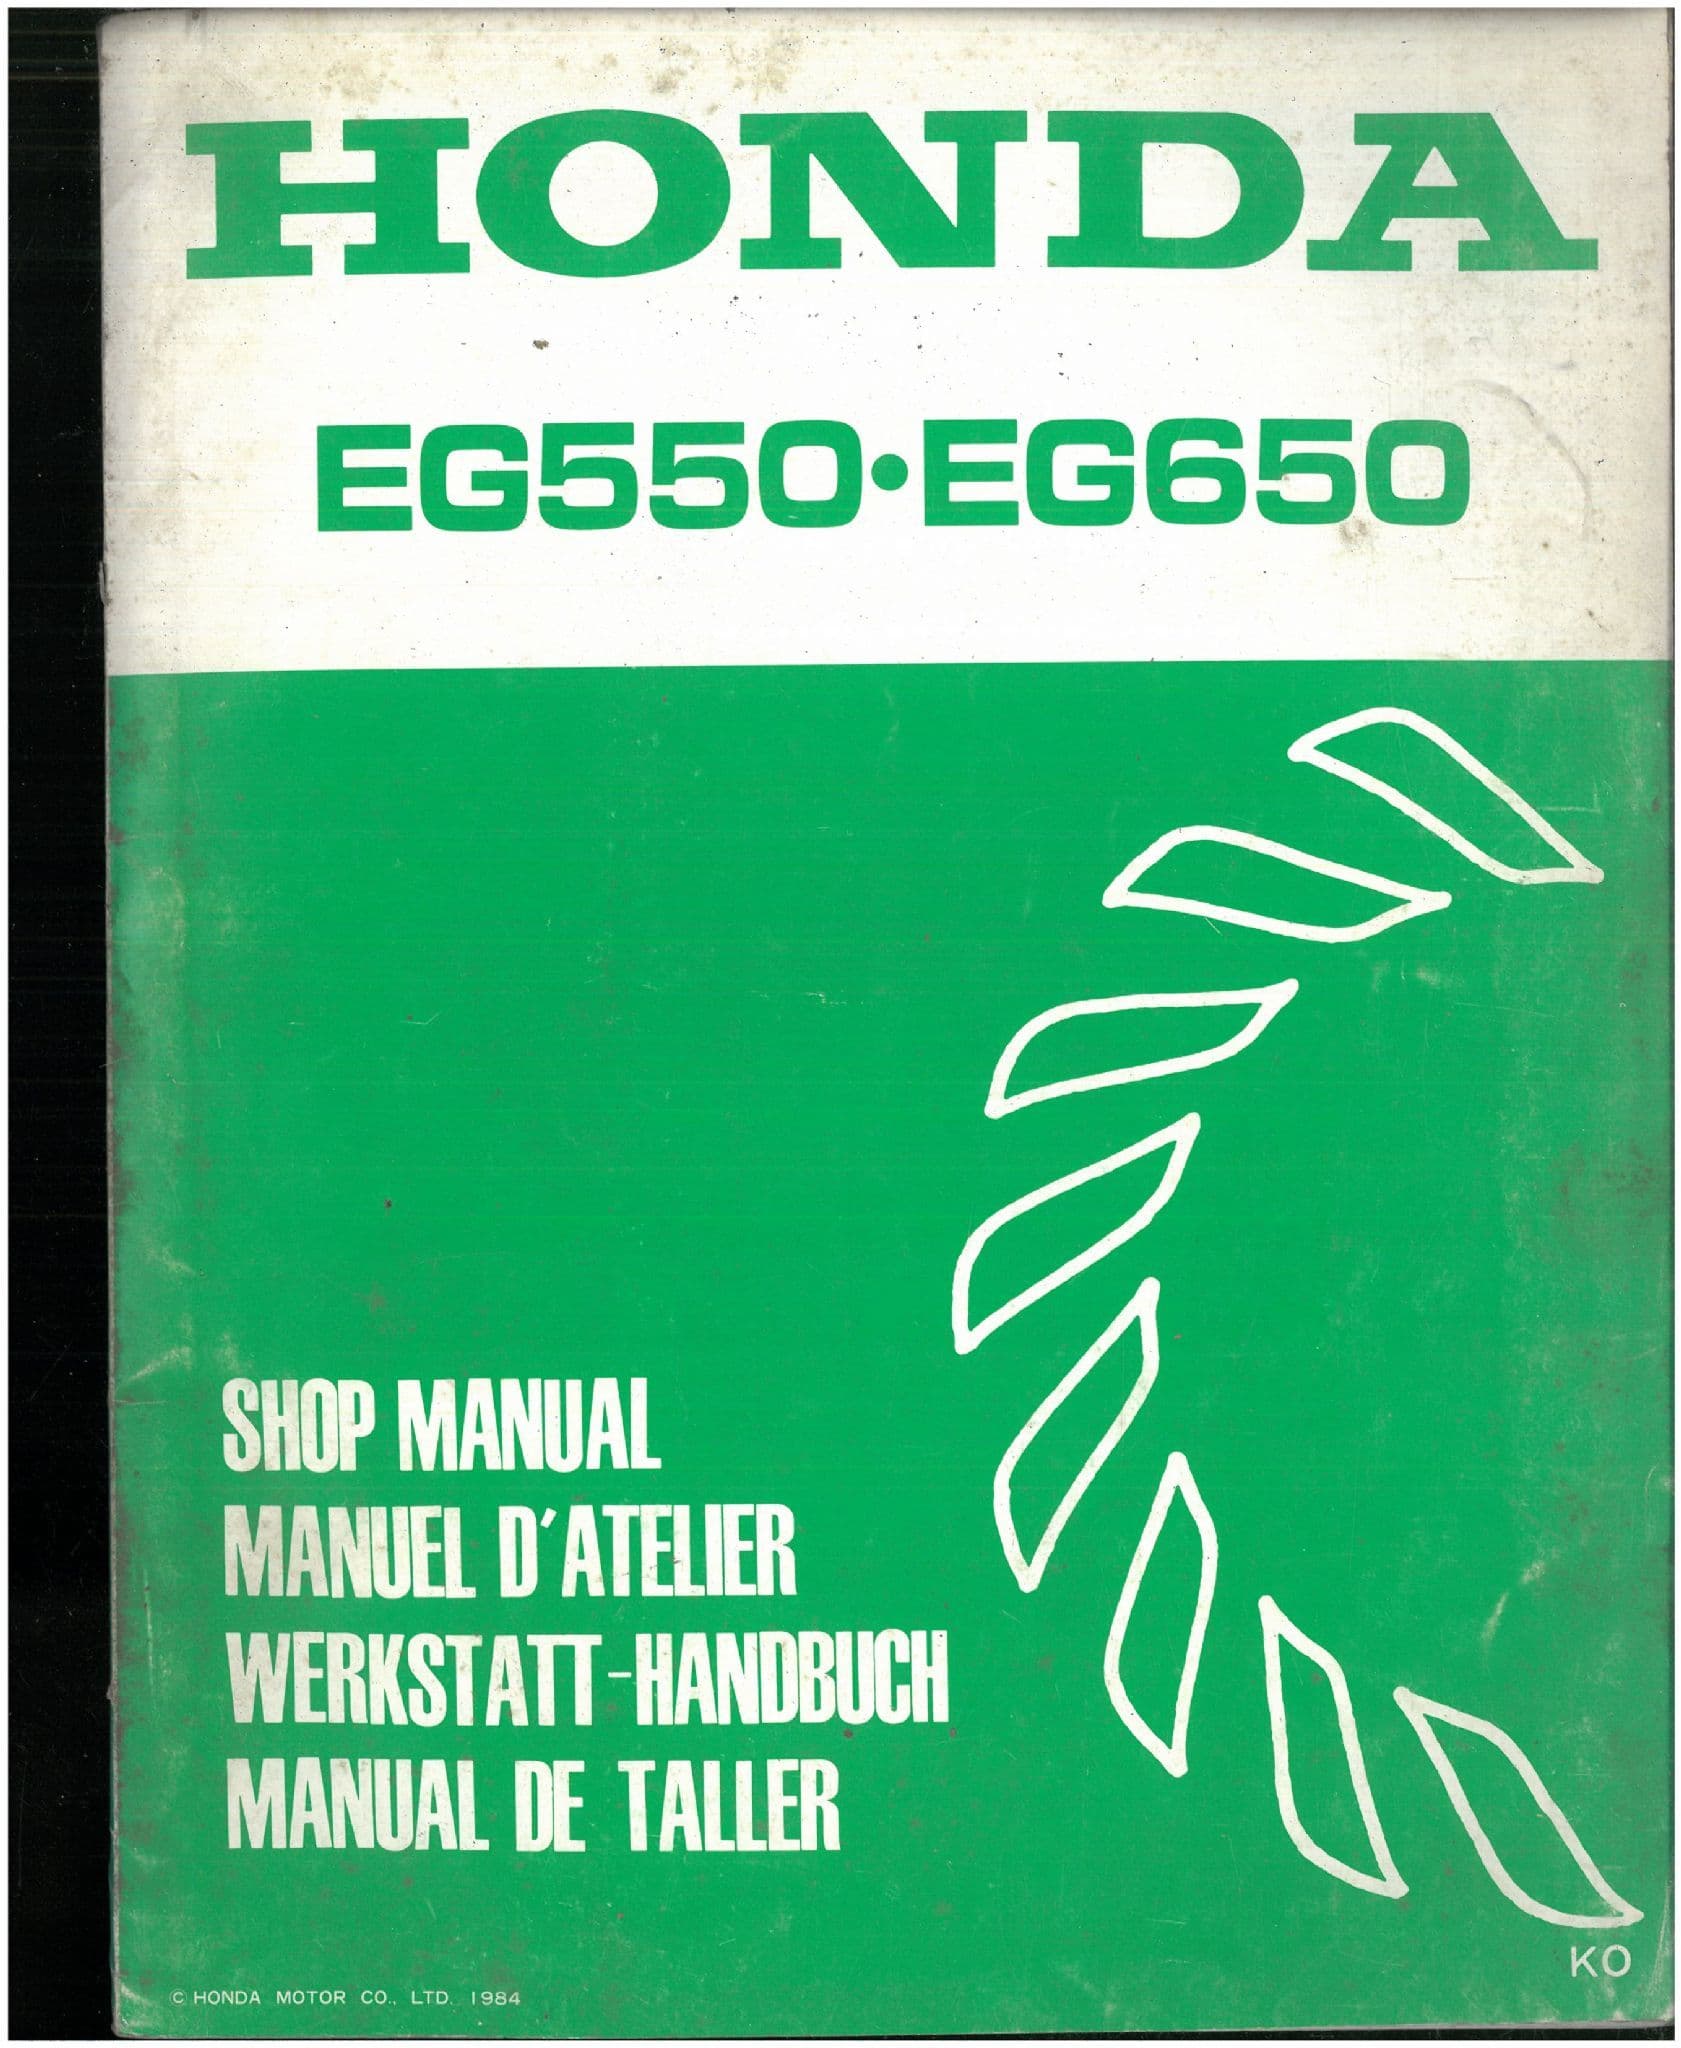 HONDA
EG550•EG650
SHOP MANUAL
MANUEL D'ATELIER
WERKSTATT-HANDBUCH
MANUAL DE TALLER
KO
© HONDA MOTOR CO., LTD. 1984